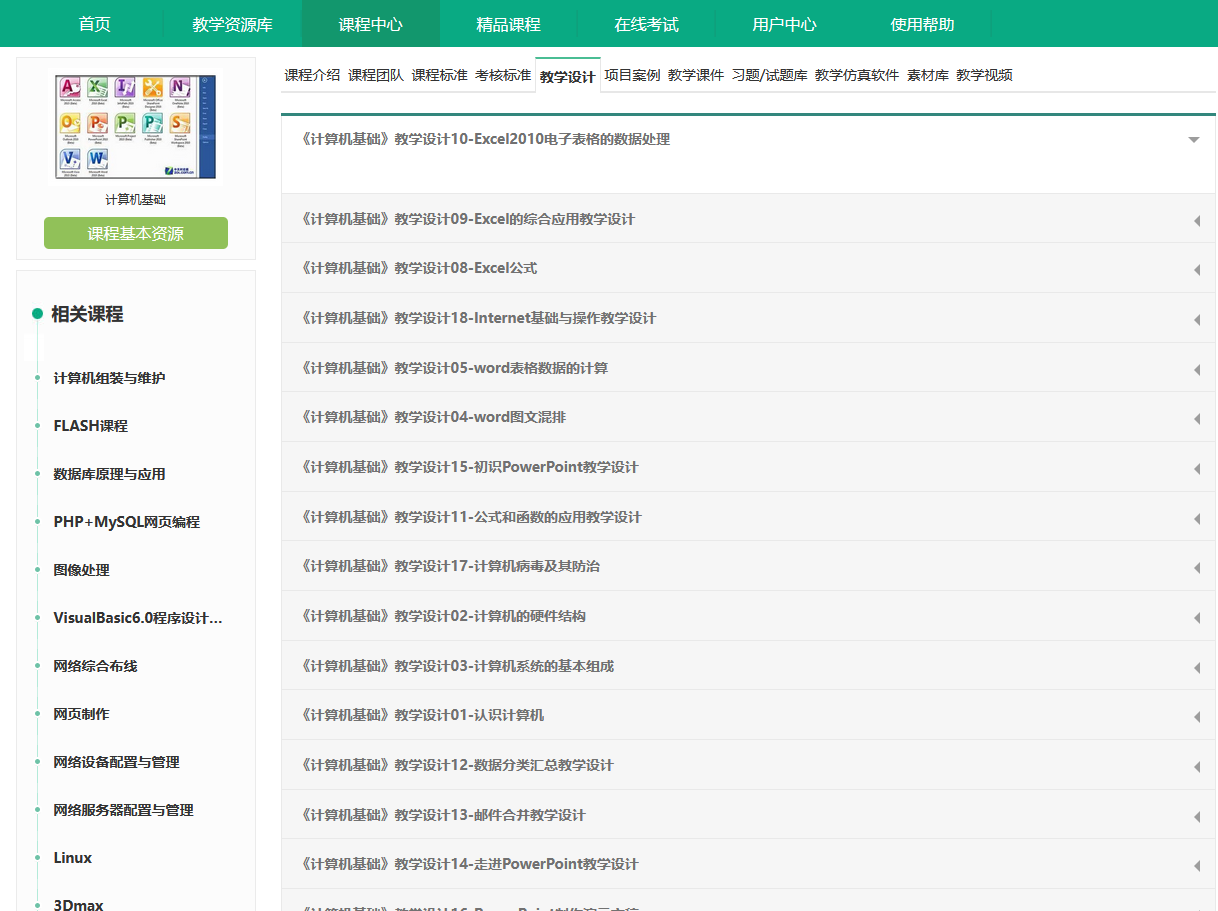 首页 教学资源库 课程中心 精品课程 在线考试 用户中心 使用帮助
计算机基础
课程基本资源
相关课程
计算机组装与维护
FLASH课程
数据库原理与应用
PHP+MySQL网页编程
图像处理
VisualBasic6.0程序设计...
网络综合布线
网页制作
网络设备配置与管理
网络服务器配置与管理
Linux
3Dmax
课程介绍 课程团队 课程标准 考核标准 教学设计 项目案例 教学课件 习题/试题库 教学仿真软件 素材库 教学视频
《计算机基础》教学设计10-Excel2010电子表格的数据处理
《计算机基础》教学设计09-Excel的综合应用教学设计
《计算机基础》教学设计08-Excel公式
《计算机基础》教学设计18-Internet基础与操作教学设计
《计算机基础》教学设计05-word表格数据的计算
《计算机基础》教学设计04-word图文混排
《计算机基础》教学设计15-初识PowerPoint教学设计
《计算机基础》教学设计11-公式和函数的应用教学设计
《计算机基础》教学设计17-计算机病毒及其防治
《计算机基础》教学设计02-计算机的硬件结构
《计算机基础》教学设计03-计算机系统的基本组成
《计算机基础》教学设计01-认识计算机
《计算机基础》教学设计12-数据分类汇总教学设计
《计算机基础》教学设计13-邮件合并教学设计
《计算机基础》教学设计14-走进PowerPoint教学设计